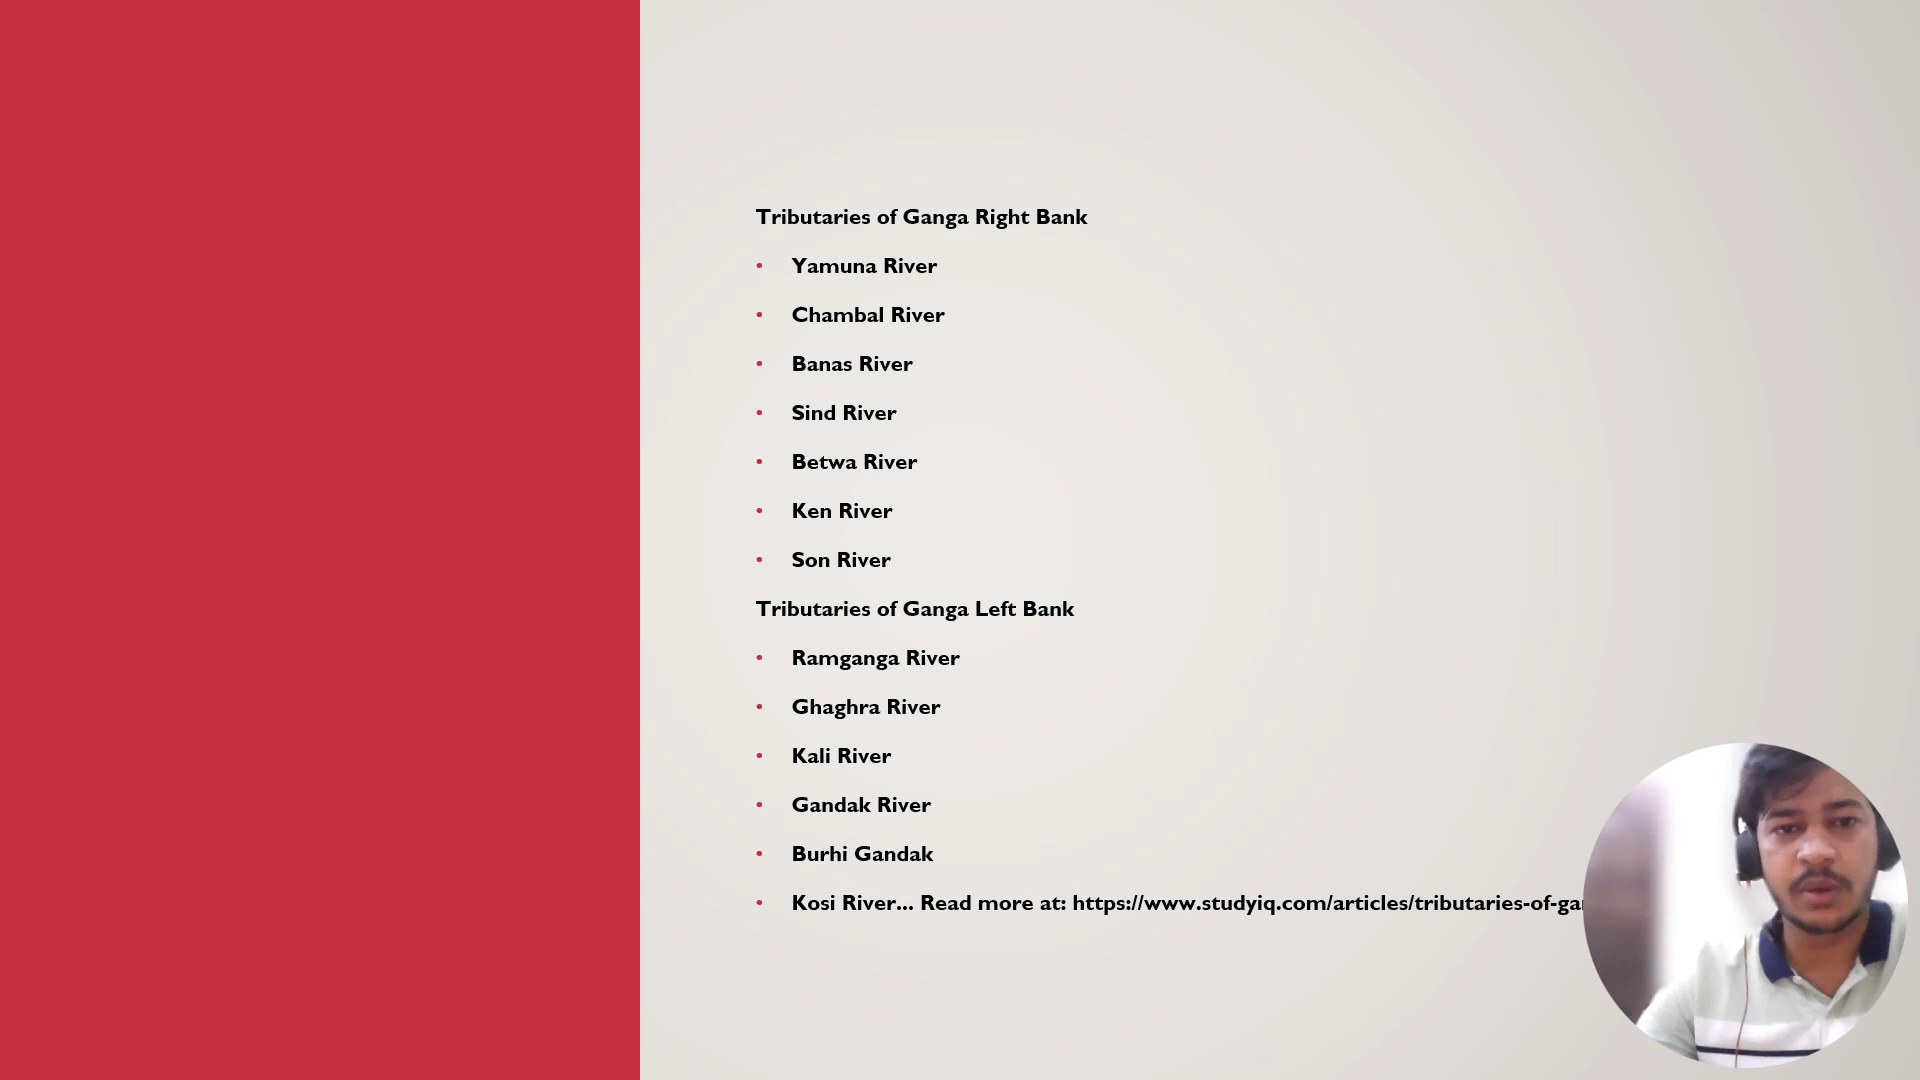 Tributaries of Ganga Right Bank
• Yamuna River
• Chambal River
• Banas River
• Sind River
• Betwa River
• Ken River
• Son River
Tributaries of Ganga Left Bank
• Ramganga River
• Ghaghra River
• Kali River
• Gandak River
• Burhi Gandak
• Kosi River... Read more at: https://www.studyiq.com/articles/tributaries-of-ga